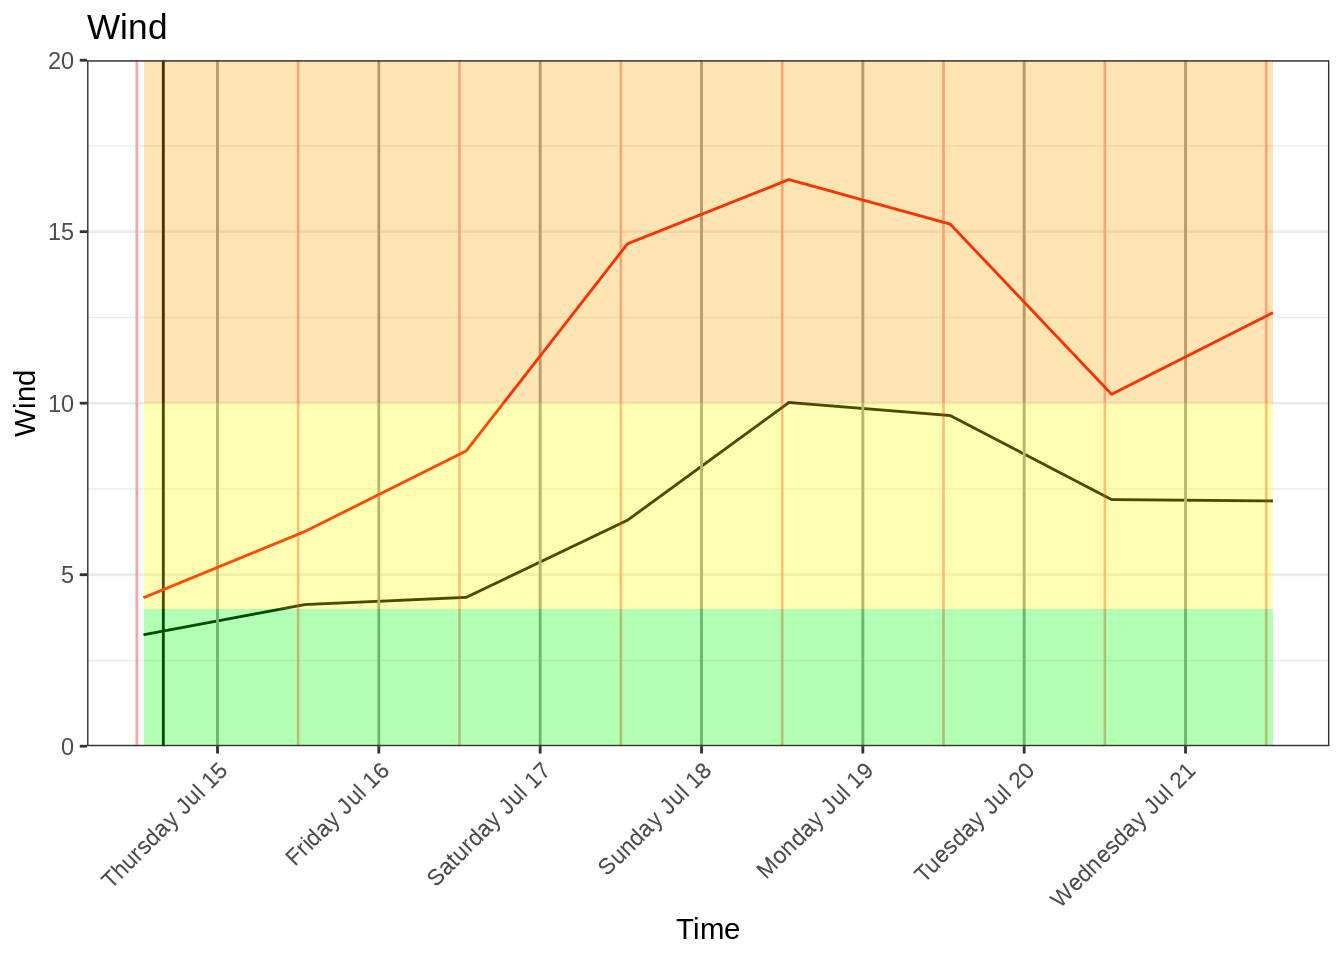 Wind
20
15
10
5
0
Wind
Thursday Jul 15
Friday Jul 16
Saturday Jul 17
Sunday Jul 18
Monday Jul 19
Tuesday Jul 20
Wednesday Jul 21
Time